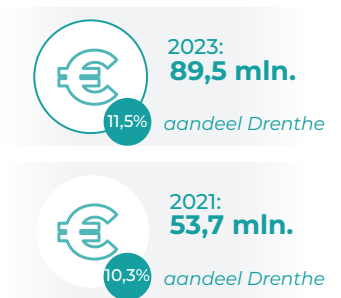 2023:
89,5 mln.
11,5%
aandeel Drenthe
2021:
53,7 mln.
10,3%
aandeel Drenthe